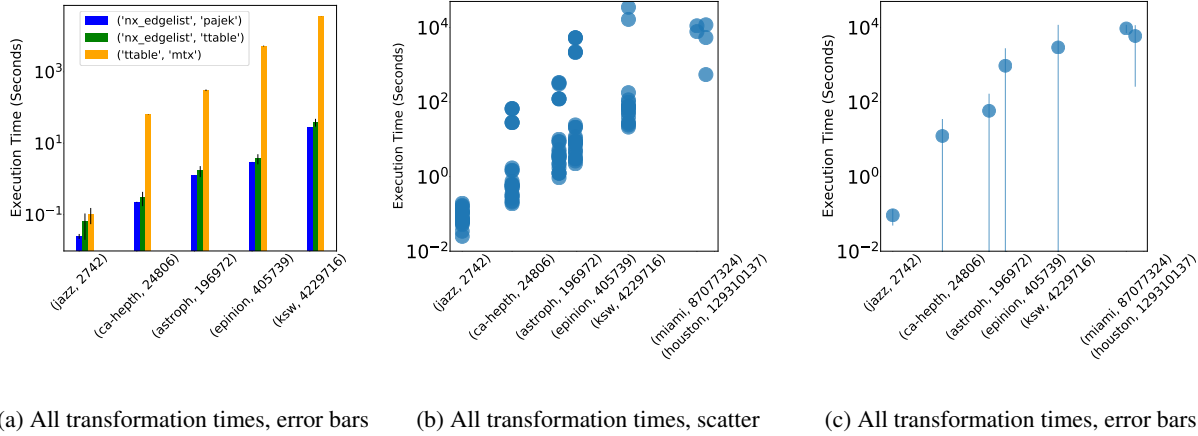 ('nx_edgelist', 'pajek')
('nx_edgelist', 'ttable')
('ttable', 'mtx')
Execution Time (Seconds)
10^3
10^1
10^−1
(jazz, 2742)
(ca-hepth, 24806)
(astroph, 196972)
(epinion, 405739)
(ksw, 4229716)
(a) All transformation times, error bars
Execution Time (Seconds)
10^4
10^2
10^0
10^−2
(jazz, 2742)
(ca-hepth, 24806)
(astroph, 196972)
(epinion, 405739)
(ksw, 4229716)
(miami, 87077324)
(houston, 129310137)
(b) All transformation times, scatter
Execution Time (Seconds)
10^4
10^2
10^0
10^−2
(jazz, 2742)
(ca-hepth, 24806)
(astroph, 196972)
(epinion, 405739)
(ksw, 4229716)
(miami, 87077324)
(houston, 129310137)
(c) All transformation times, error bars